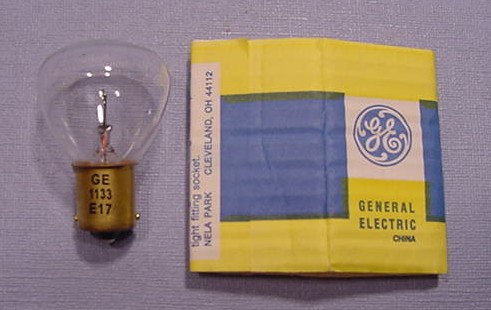 GE
1133
E17
tight fitting socket.
NELA PARK CLEVELAND, OH 44112
GE
GENERAL
ELECTRIC
CHINA